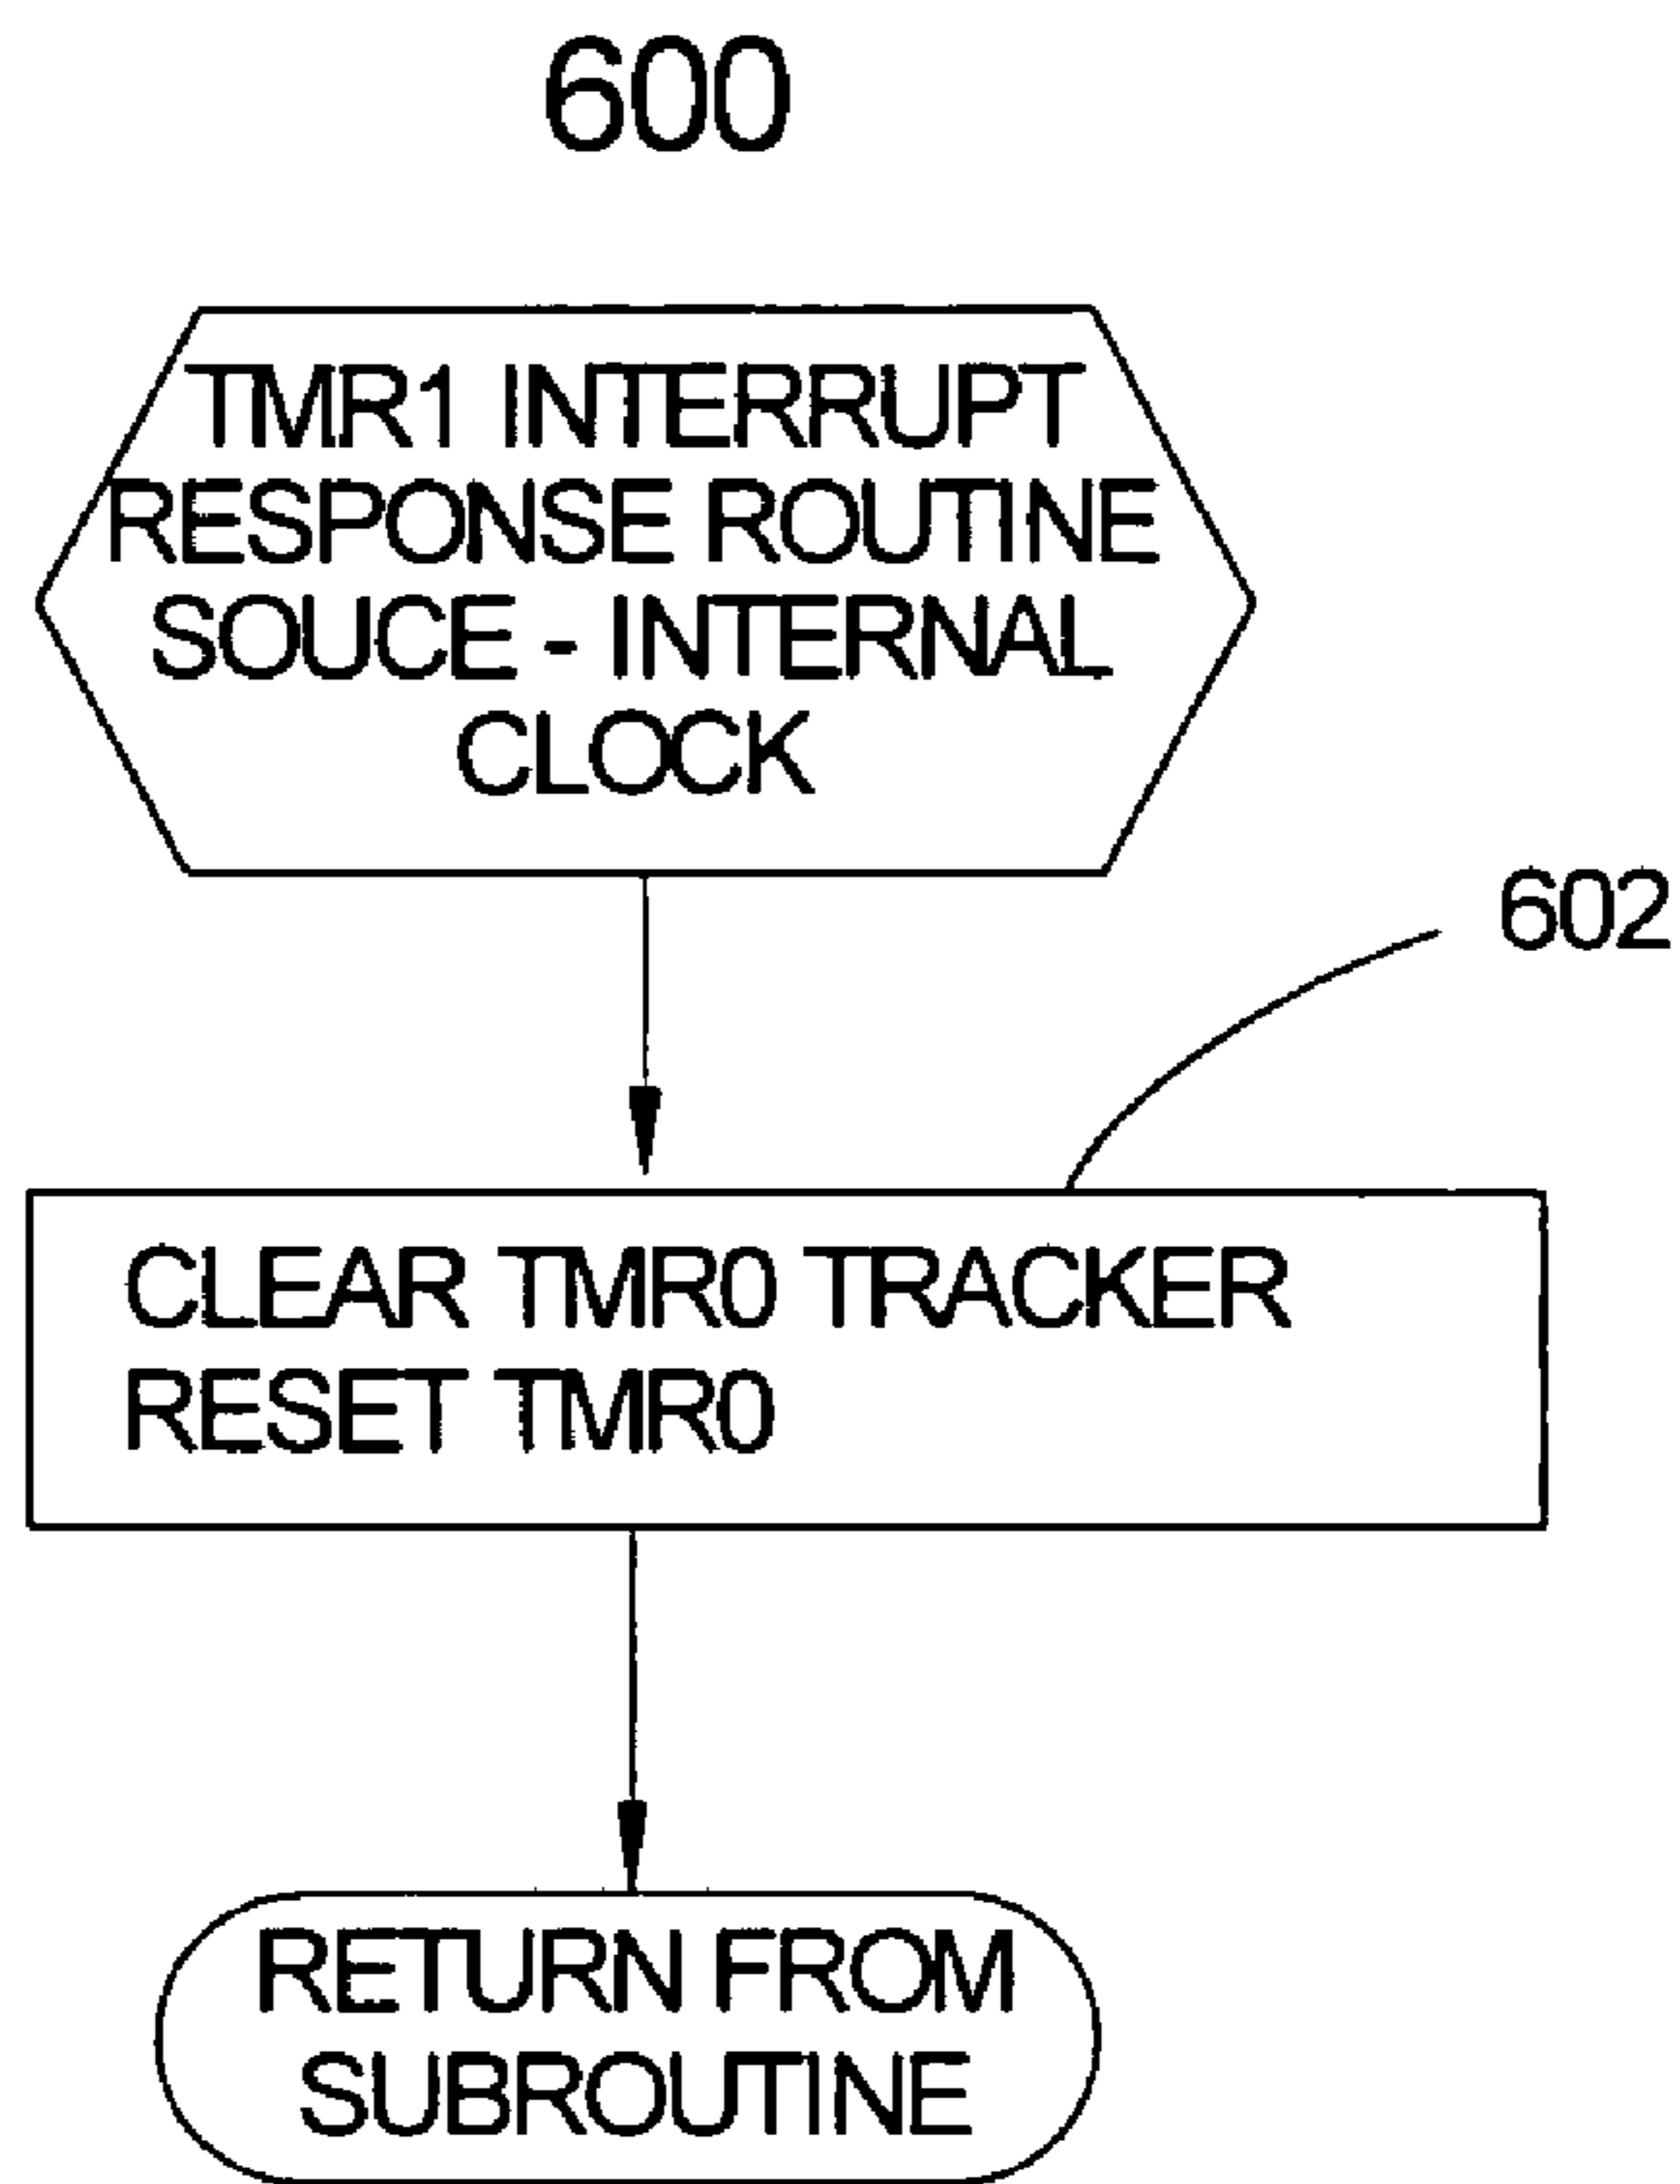 600
TMR1 INTERRUPT
RESPONSE ROUTINE
SOUCE - INTERNAL
CLOCK
602
CLEAR TMR0 TRACKER
RESET TMR0
RETURN FROM
SUBROUTINE